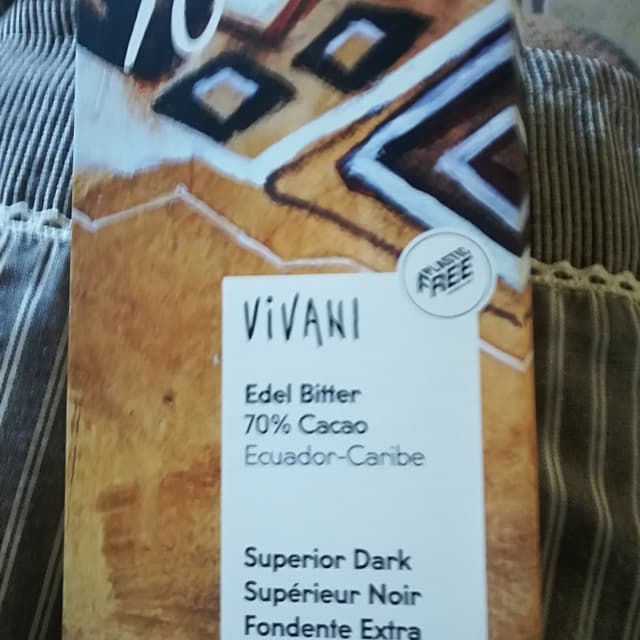 70
PLASTIC
FREE
ViVANI
Edel Bitter
70% Cacao
Ecuador-Caribe
Superior Dark
Supérieur Noir
Fondente Extra